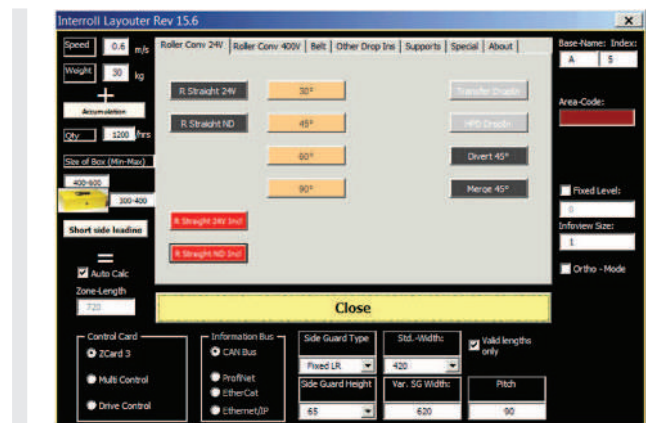 Interroll Layouter Rev 15.6
Speed 0.6 m/s
Weight 30 kg
Accumulation
Qty 1200 /hrs
Size of Box (Min-Max)
400-600
300-400
Short side leading
Auto Calc
Zone-Length
720
Roller Conv 24V Roller Conv 400V Belt Other Drop Ins Supports Special About
R Straight 24V 30° Transfer DropIn
R Straight ND 45° HPD DropIn
60° Divert 45°
90° Merge 45°
R Straight 24V Incl
R Straight ND Incl
Close
Base-Name: Index:
A 5
Area-Code:
Fixed Level:
0
Infoview Size:
1
Ortho - Mode
Control Card
ZCard 3
Multi Control
Drive Control
Information Bus
CAN Bus
ProfiNet
EtherCat
Ethernet/IP
Side Guard Type
Fixed LR
Side Guard Height
65
Std.-Width:
420
Var. SG Width:
620
Valid lengths only
Pitch
90